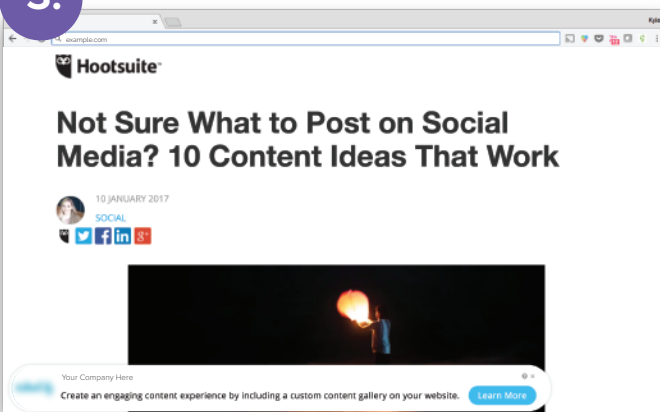 3.
Kyle
example.com
Hootsuite™
Not Sure What to Post on Social
Media? 10 Content Ideas That Work
10 JANUARY 2017
SOCIAL
Your Company Here
Create an engaging content experience by including a custom content gallery on your website.
Learn More